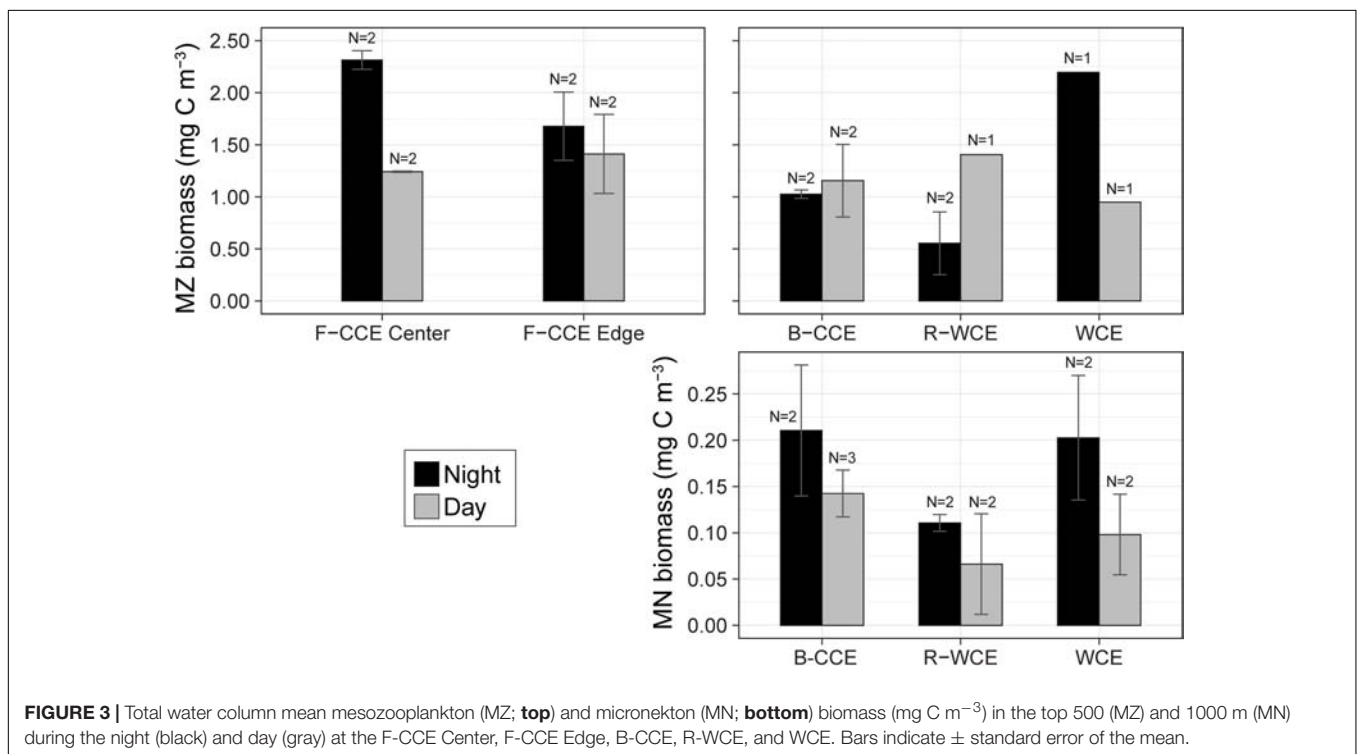 MZ biomass (mg C m−3)
2.50
2.00
1.50
1.00
0.50
0.00
N=2
N=2
N=2
N=2
F−CCE Center
F−CCE Edge
N=2
N=2
N=2
N=1
N=1
N=1
B−CCE
R−WCE
WCE
Night
Day
MN biomass (mg C m−3)
0.25
0.20
0.15
0.10
0.05
0.00
N=2
N=3
N=2
N=2
N=2
N=2
B-CCE
R−WCE
WCE
FIGURE 3 | Total water column mean mesozooplankton (MZ; top) and micronekton (MN; bottom) biomass (mg C m−3) in the top 500 (MZ) and 1000 m (MN)
during the night (black) and day (gray) at the F-CCE Center, F-CCE Edge, B-CCE, R-WCE, and WCE. Bars indicate ± standard error of the mean.